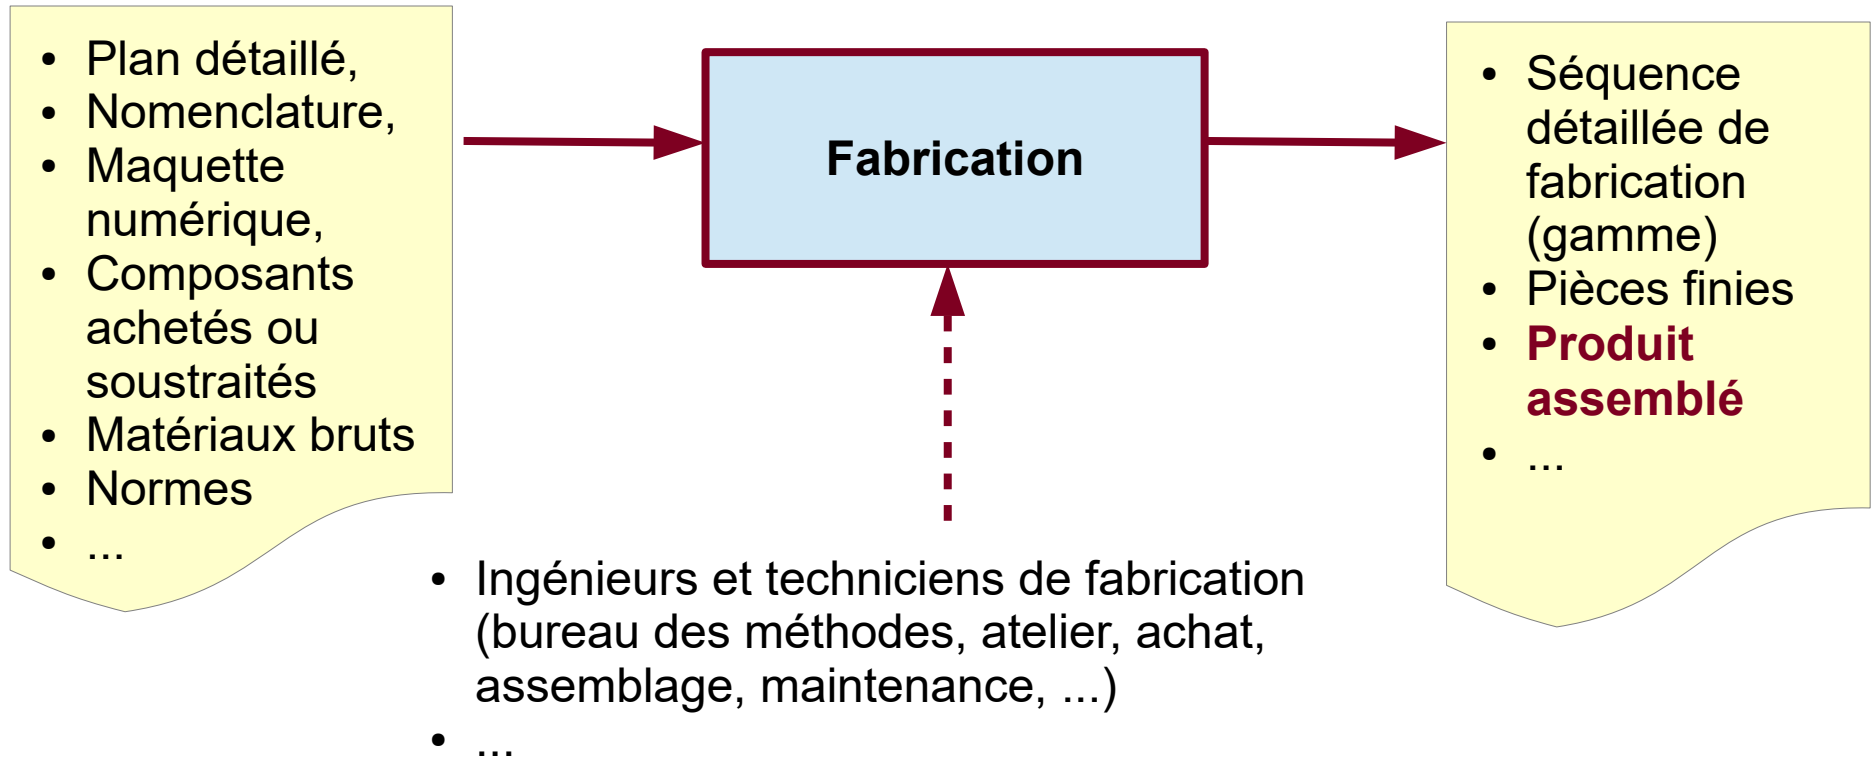 • Plan détaillé,
• Nomenclature,
• Maquette
numérique,
• Composants
achetés ou
soustraités
• Matériaux bruts
• Normes
• ...
Fabrication
• Séquence
détaillée de
fabrication
(gamme)
• Pièces finies
• Produit
assemblé
• ...
• Ingénieurs et techniciens de fabrication
(bureau des méthodes, atelier, achat,
assemblage, maintenance, ...)
• ...